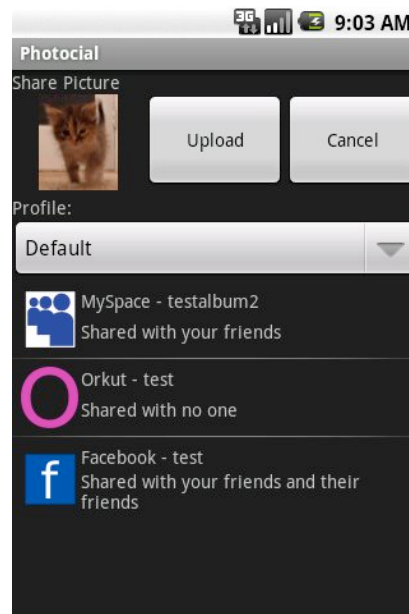 3G
9:03 AM
Photocial
Share Picture
Upload
Cancel
Profile:
Default
MySpace - testalbum2
Shared with your friends
O
Orkut - test
Shared with no one
f
Facebook - test
Shared with your friends and their
friends